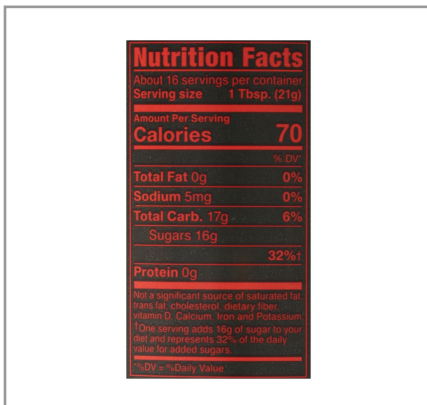 Nutrition Facts
About 16 servings per container
Serving size 1 Tbsp. (21g)
Amount Per Serving
Calories 70
% DV*
Total Fat 0g 0%
Sodium 5mg 0%
Total Carb. 17g 6%
Sugars 16g
32%†
Protein 0g
Not a significant source of saturated fat,
trans fat, cholesterol, dietary fiber,
vitamin D, Calcium, Iron and Potassium.
†One serving adds 16g of sugar to your
diet and represents 32% of the daily
value for added sugars.
*%DV = %Daily Value